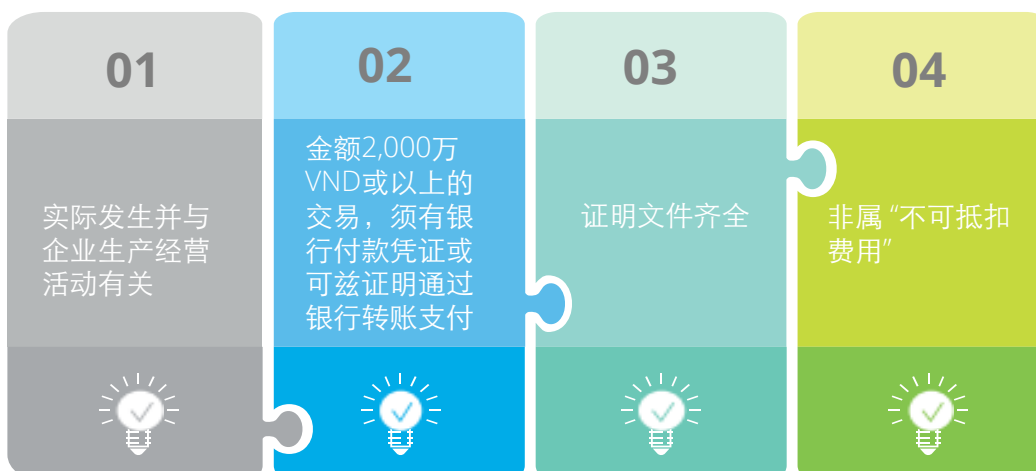 01
实际发生并与
企业生产经营
活动有关
02
金额2,000万
VND或以上的
交易，须有银
行付款凭证或
可兹证明通过
银行转账支付
03
证明文件齐全
04
非属 “不可抵扣
费用”